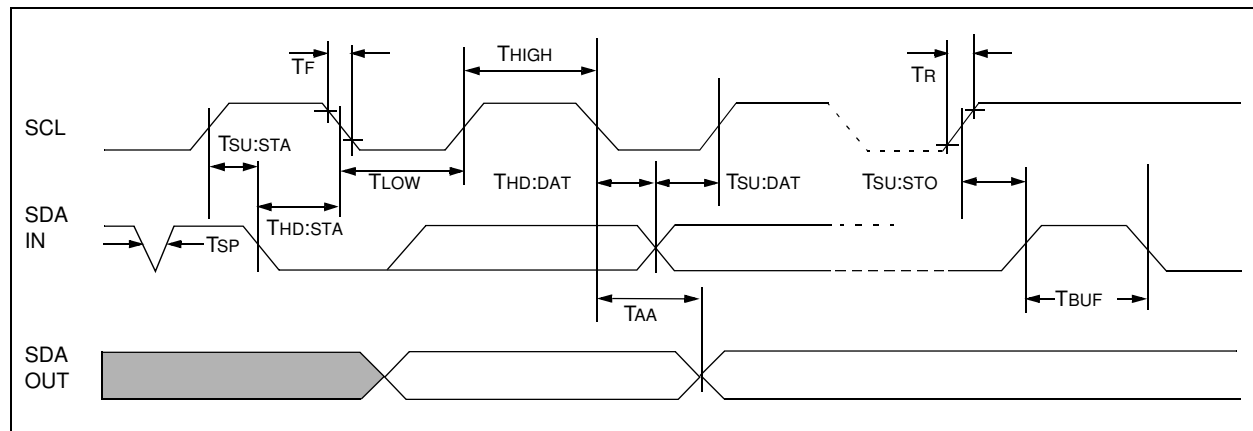 TF
THIGH
TR
SCL
TSU:STA
TLOW
THD:DAT
TSU:DAT
TSU:STO
SDA
IN
THD:STA
TSP
TAA
TBUF
SDA
OUT